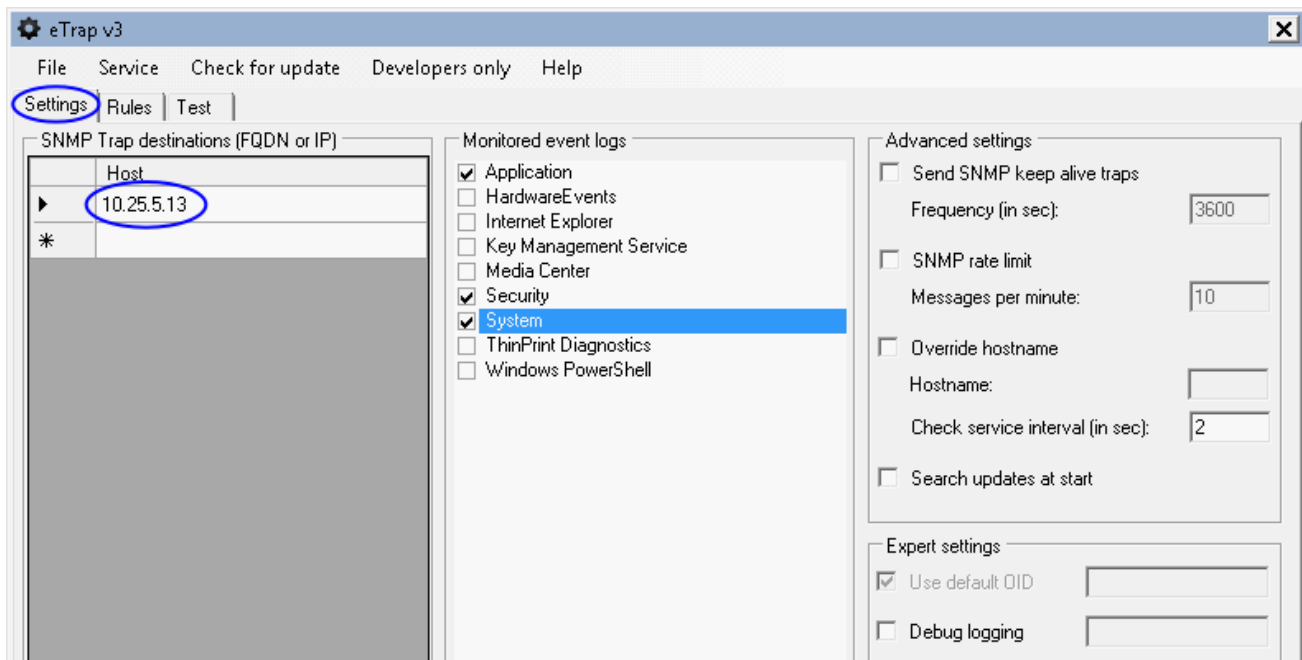 eTrap v3
File Service Check for update Developers only Help
Settings Rules Test
SNMP Trap destinations (FQDN or IP)
Host
10.25.5.13
Monitored event logs
Application
HardwareEvents
Internet Explorer
Key Management Service
Media Center
Security
System
ThinPrint Diagnostics
Windows PowerShell
Advanced settings
Send SNMP keep alive traps
Frequency (in sec): 3600
SNMP rate limit
Messages per minute: 10
Override hostname
Hostname:
Check service interval (in sec): 2
Search updates at start
Expert settings
Use default OID
Debug logging